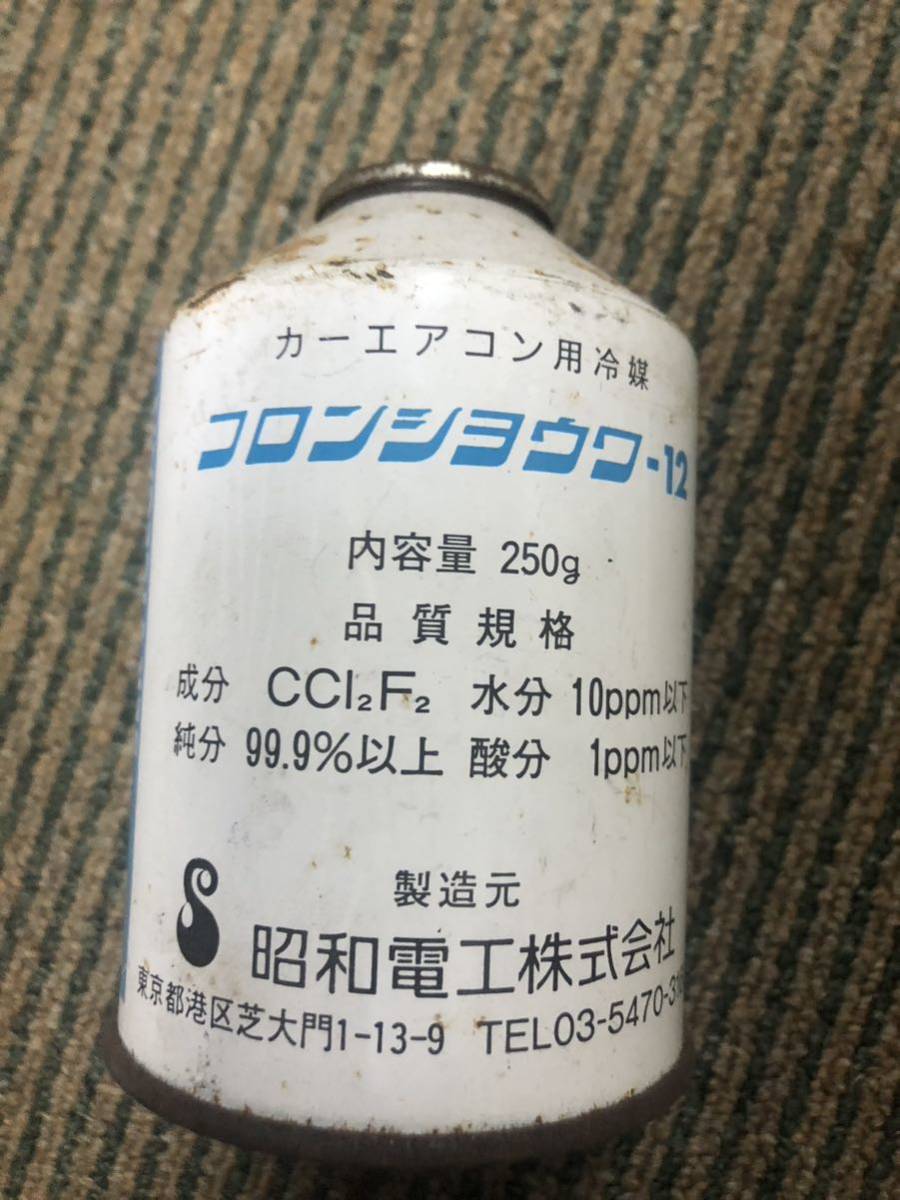 カーエアコン用冷媒
コロンショウワ-12
内容量 250g
品質規格
成分 CCl₂F₂ 水分 10ppm以下
純分 99.9%以上 酸分 1ppm以下
製造元
昭和電工株式会社
東京都港区芝大門1-13-9 TEL03-5470-